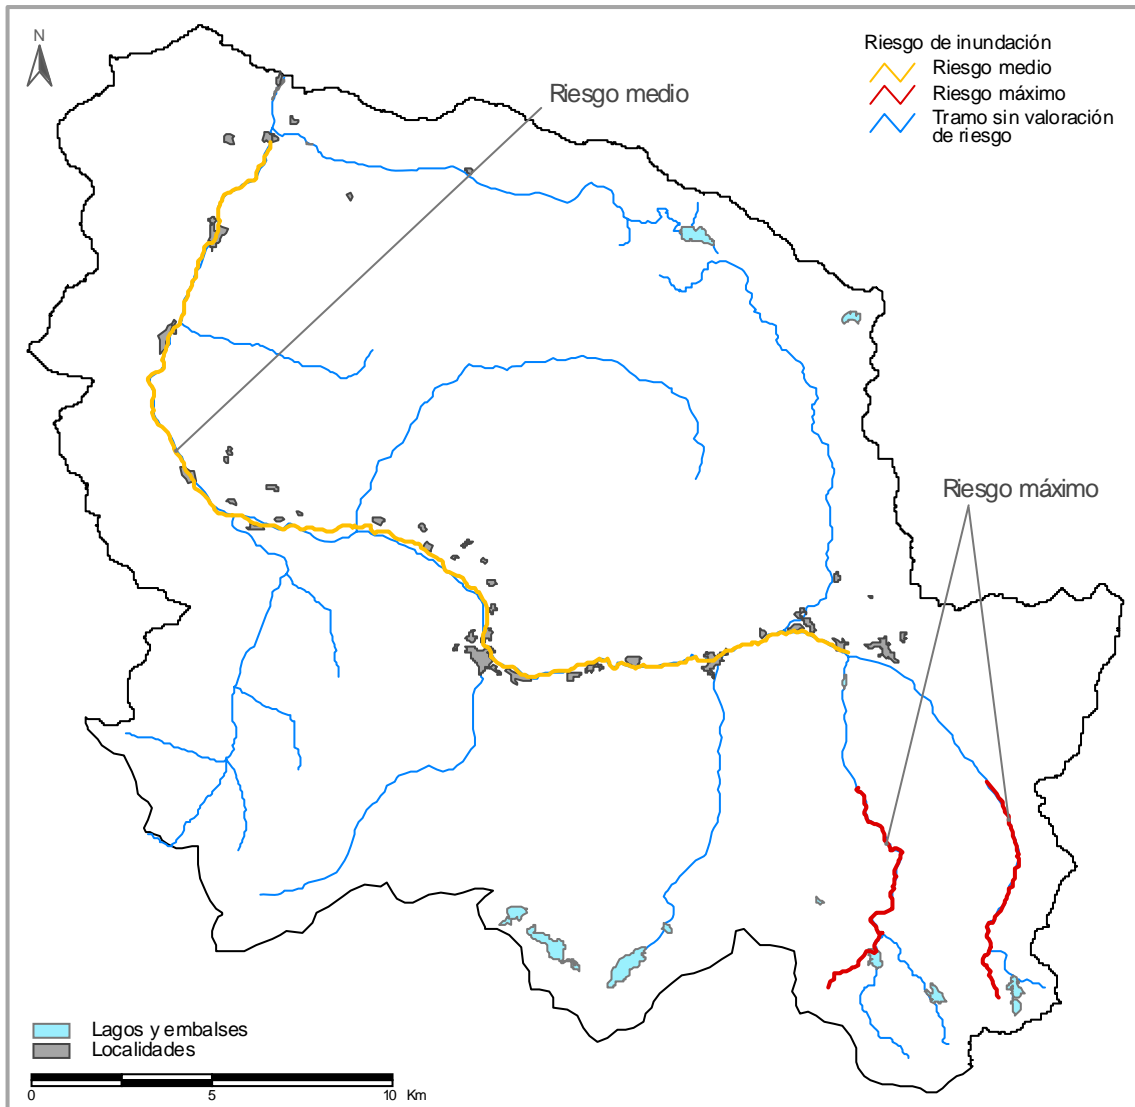 N
Riesgo de inundación
Riesgo medio
Riesgo máximo
Tramo sin valoración
de riesgo
Riesgo medio
Riesgo máximo
Lagos y embalses
Localidades
0 5 10 Km